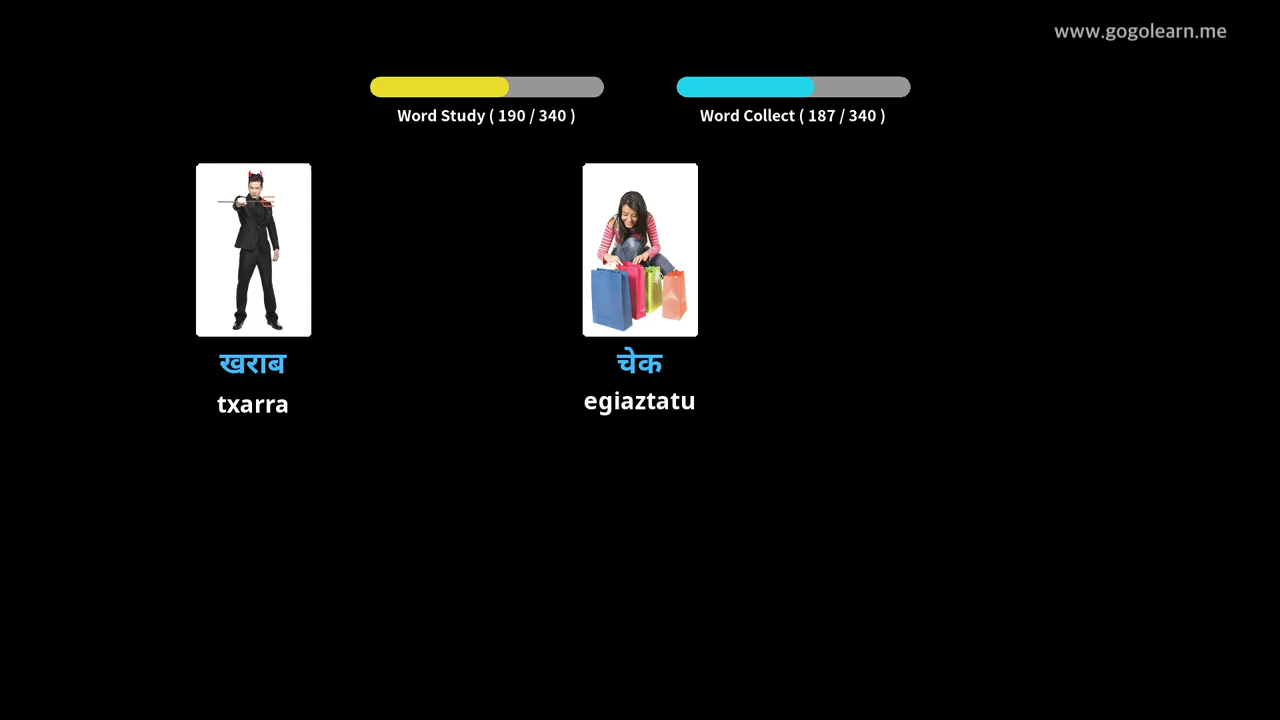 www.gogolearn.me
Word Study ( 190 / 340 )
Word Collect ( 187 / 340 )
खराब
txarra
चेक
egiaztatu